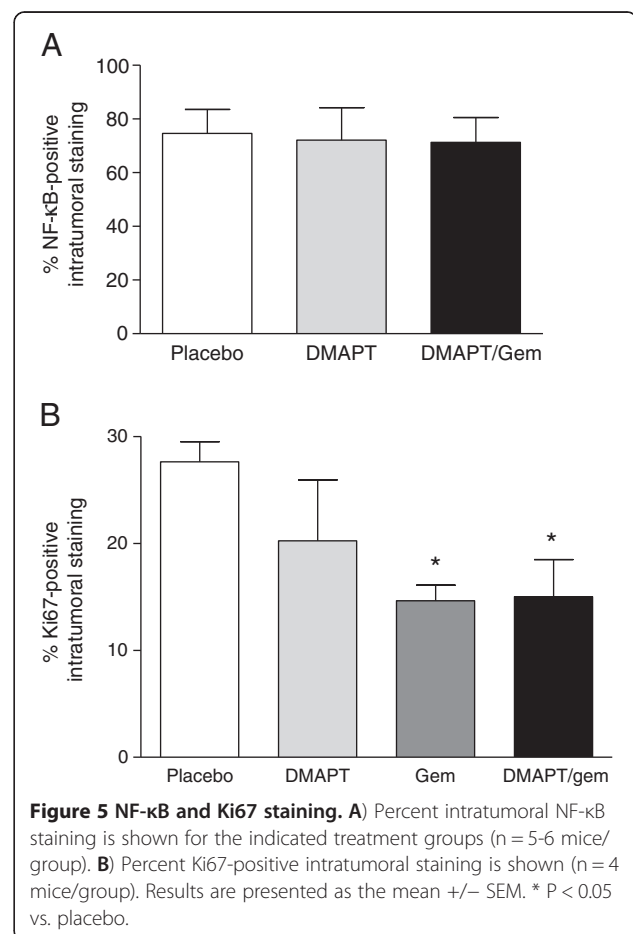 A
100
80
60
40
20
0
% NF-κB-positive
intratumoral staining
Placebo DMAPT DMAPT/Gem
B
30
20
10
0
% Ki67-positive
intratumoral staining
* *
Placebo DMAPT Gem DMAPT/gem
Figure 5 NF-κB and Ki67 staining. A) Percent intratumoral NF-κB
staining is shown for the indicated treatment groups (n = 5-6 mice/
group). B) Percent Ki67-positive intratumoral staining is shown (n = 4
mice/group). Results are presented as the mean +/− SEM. * P < 0.05
vs. placebo.